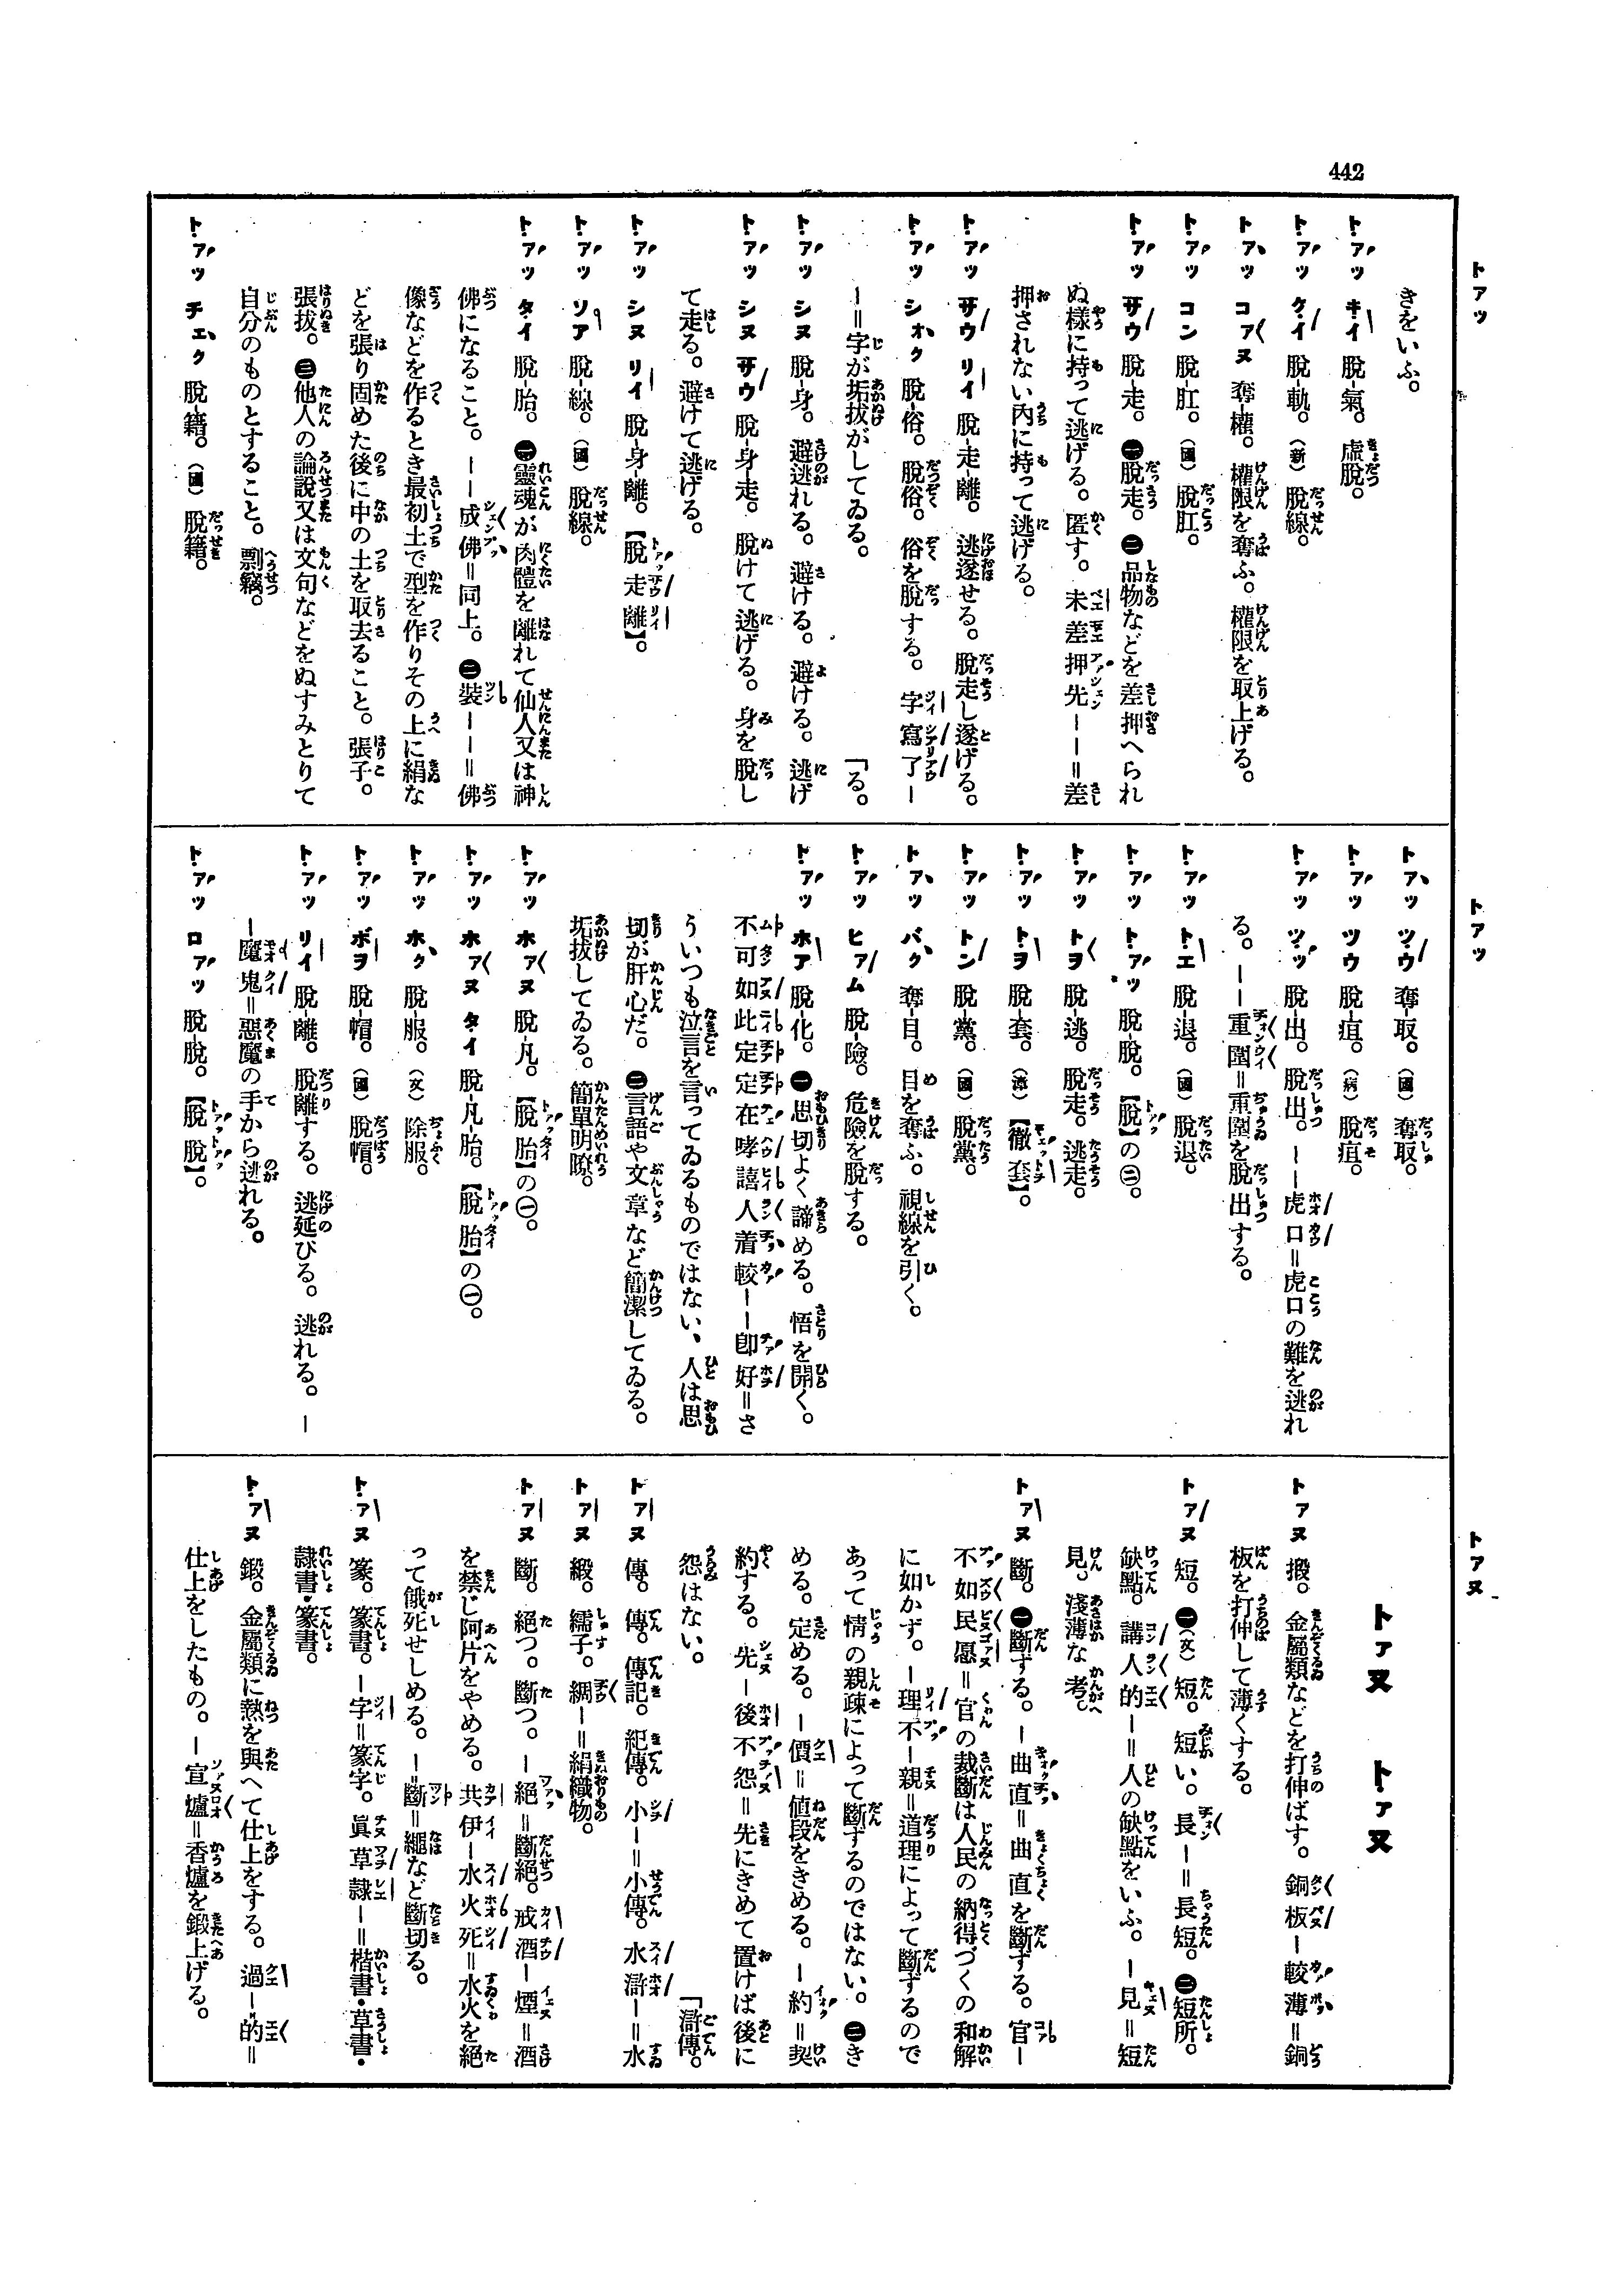 442
トアッ
きをいふ。
トアッ キイ 脫-氣。虛脫。
トアッ クイ 脫-軌。(新) 脫線。
トアッ コアヌ 奪-權。權限を奪ふ。權限を取上げる。
トアッ コン 脫-肛。(國) 脫肛。
トアッ サウ 脫-走。㊀脫走。㊁品物などを差押へられ
ぬ樣に持って逃げる。匿す。未差押先ーー＝差
押されない內に持って逃げる。
トアッ サウ リイ 脫-走-離。逃遂せる。脫走し遂げる。
トアッ シオク 脫-俗。脫俗。俗を脫する。字寫了ー
ー＝字が垢拔がしてゐる。 「る。
トアッ シヌ 脫-身。避逃れる。避ける。避ける。逃げ
トアッ シヌ サウ 脫-身-走。脫けて逃げる。身を脫し
て走る。避けて逃げる。
トアッ シヌ リイ 脫-身-離。【脫走離】。
トアッ ソア 脫-線。(國) 脫線。
トアッ タイ 脫-胎。㊀靈魂が肉體を離れて仙人又は神
佛になること。ーー成佛＝同上。㊁裝ーー＝佛
像などを作るとき最初土で型を作りその上に絹な
どを張り固めた後に中の土を取去ること。張子。
張拔。㊂他人の論說又は文句などをぬすみとりて
自分のものとすること。剽竊。
トアッ チェク 脫-籍。(國) 脫籍。
トアッ
トアッ ツウ 奪-取。(國) 奪取。
トアッ ツウ 脫-疽。(病) 脫疽。
トアッ ツッ 脫-出。脫出。ーー虎口＝虎口の難を逃れ
る。ーー重圍＝重圍を脫出する。
トアッ トエ 脫-退。(國) 脫退。
トアッ トアッ 脫-脫。【脫】の㊁。
トアッ トヲ 脫-逃。脫走。逃走。
トアッ トヲ 脫-套。(漳) 【徹套】。
トアッ トン 脫-黨。(國) 脫黨。
トアッ バク 奪-目。目を奪ふ。視線を引く。
トアッ ヒアム 脫-險。危險を脫する。
トアッ ホア 脫-化。㊀思切よく諦める。悟を開く。
不可如此定定在哮譆人着較ーー卽好＝さ
ういつも泣言を言ってゐるものではない、人は思
切が肝心だ。㊁言語や文章など簡潔してゐる。
垢拔してゐる。簡單明瞭。
トアッ ホアヌ 脫-凡。【脫胎】の㊀。
トアッ ホアヌ タイ 脫-凡-胎。【脫胎】の㊀。
トアッ ホク 脫-服。(文) 除服。
トアッ ボヲ 脫-帽。(國) 脫帽。
トアッ リイ 脫-離。脫離する。逃延びる。逃れる。ー
ー魔鬼＝惡魔の手から逃れる。
トアッ ロアッ 脫-脫。【脫脫】。
トアヌ
トアヌ トアヌ
トアヌ 搬。金屬類などを打伸ばす。銅板ー較薄＝銅
板を打伸して薄くする。
トアヌ 短。㊀(文) 短。短い。長ー＝長短。㊁短所。
缺點。講人的ー＝人の缺點をいふ。ー見＝短
見。淺薄な考。
トアヌ 斷。㊀斷ずる。ー曲直＝曲直を斷ずる。官ー
不如民愿＝官の裁斷は人民の納得づくの和解
に如かず。ー理不ー親＝道理によって斷ずるので
あって情の親疎によって斷ずるのではない。㊁き
める。定める。ー價＝値段をきめる。ー約＝契
約する。先ー後不怨＝先にきめて置けば後に
怨はない。 「滸傳。
トアヌ 傳。傳。傳記。紀傳。小ー＝小傳。水滸ー＝水
トアヌ 緞。繻子。綢ー＝絹織物。
トアヌ 斷。絕つ。斷つ。ー絕＝斷絕。戒酒ー煙＝酒
を禁じ阿片をやめる。共伊ー水火死＝水火を絕
って餓死せしめる。ー斷＝繩など斷切る。
トアヌ 篆。篆書。ー字＝篆字。眞草隷ー＝楷書・草書・
隷書・篆書。
トアヌ 鍛。金屬類に熱を與へて仕上をする。過ー的＝
仕上をしたもの。ー宣爐＝香爐を鍛上げる。